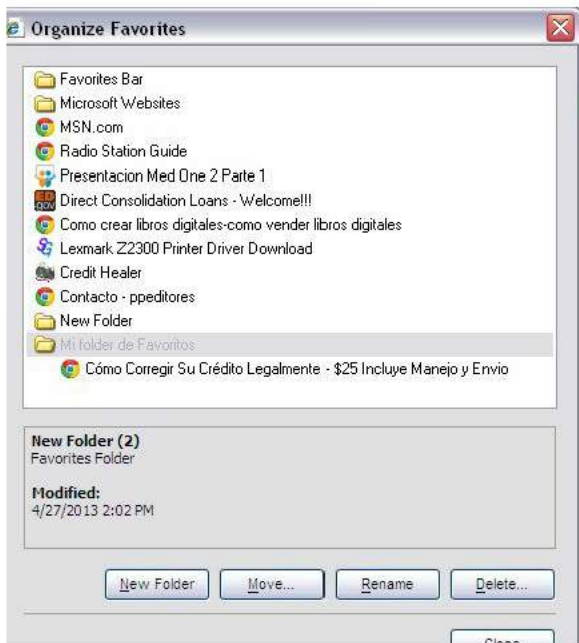 Organize Favorites
Favorites Bar
Microsoft Websites
MSN.com
Radio Station Guide
Presentacion Med One 2 Parte 1
ED.gov Direct Consolidation Loans - Welcome!!!
Como crear libros digitales-como vender libros digitales
Lexmark Z2300 Printer Driver Download
Credit Healer
Contacto - ppeditores
New Folder
Mi folder de Favoritos
Cómo Corregir Su Crédito Legalmente - $25 Incluye Manejo y Envio
New Folder (2)
Favorites Folder
Modified:
4/27/2013 2:02 PM
New Folder Move... Rename Delete...
Close